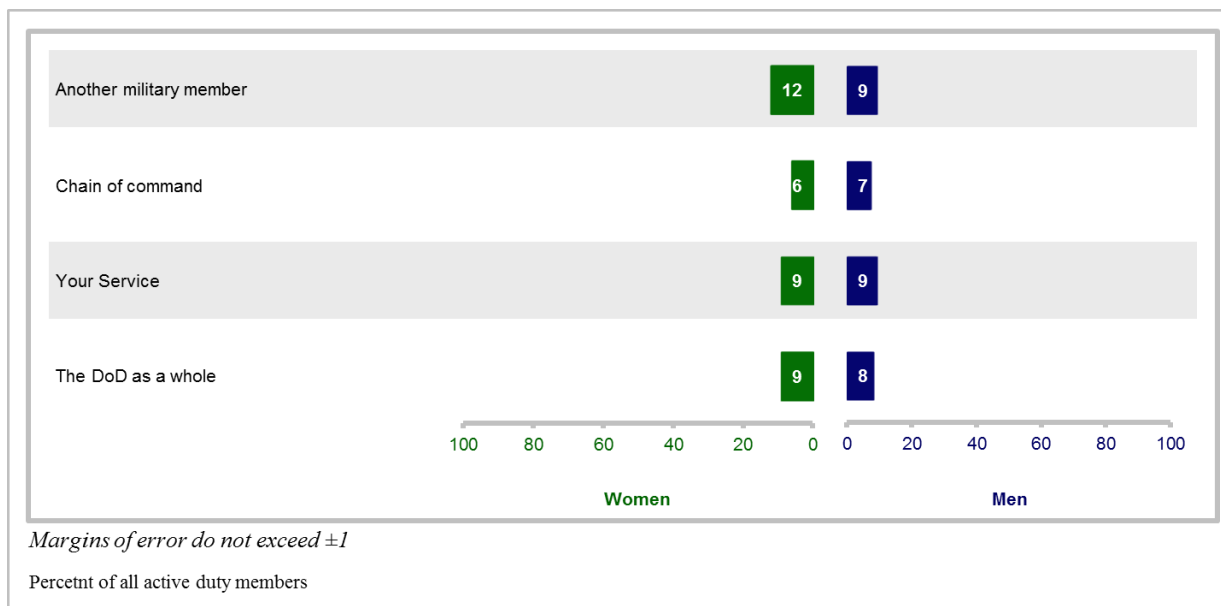 Another military member 12 9
Chain of command 6 7
Your Service 9 9
The DoD as a whole 9 8
100 80 60 40 20 0 0 20 40 60 80 100
Women Men
Margins of error do not exceed ±1
Percetnt of all active duty members